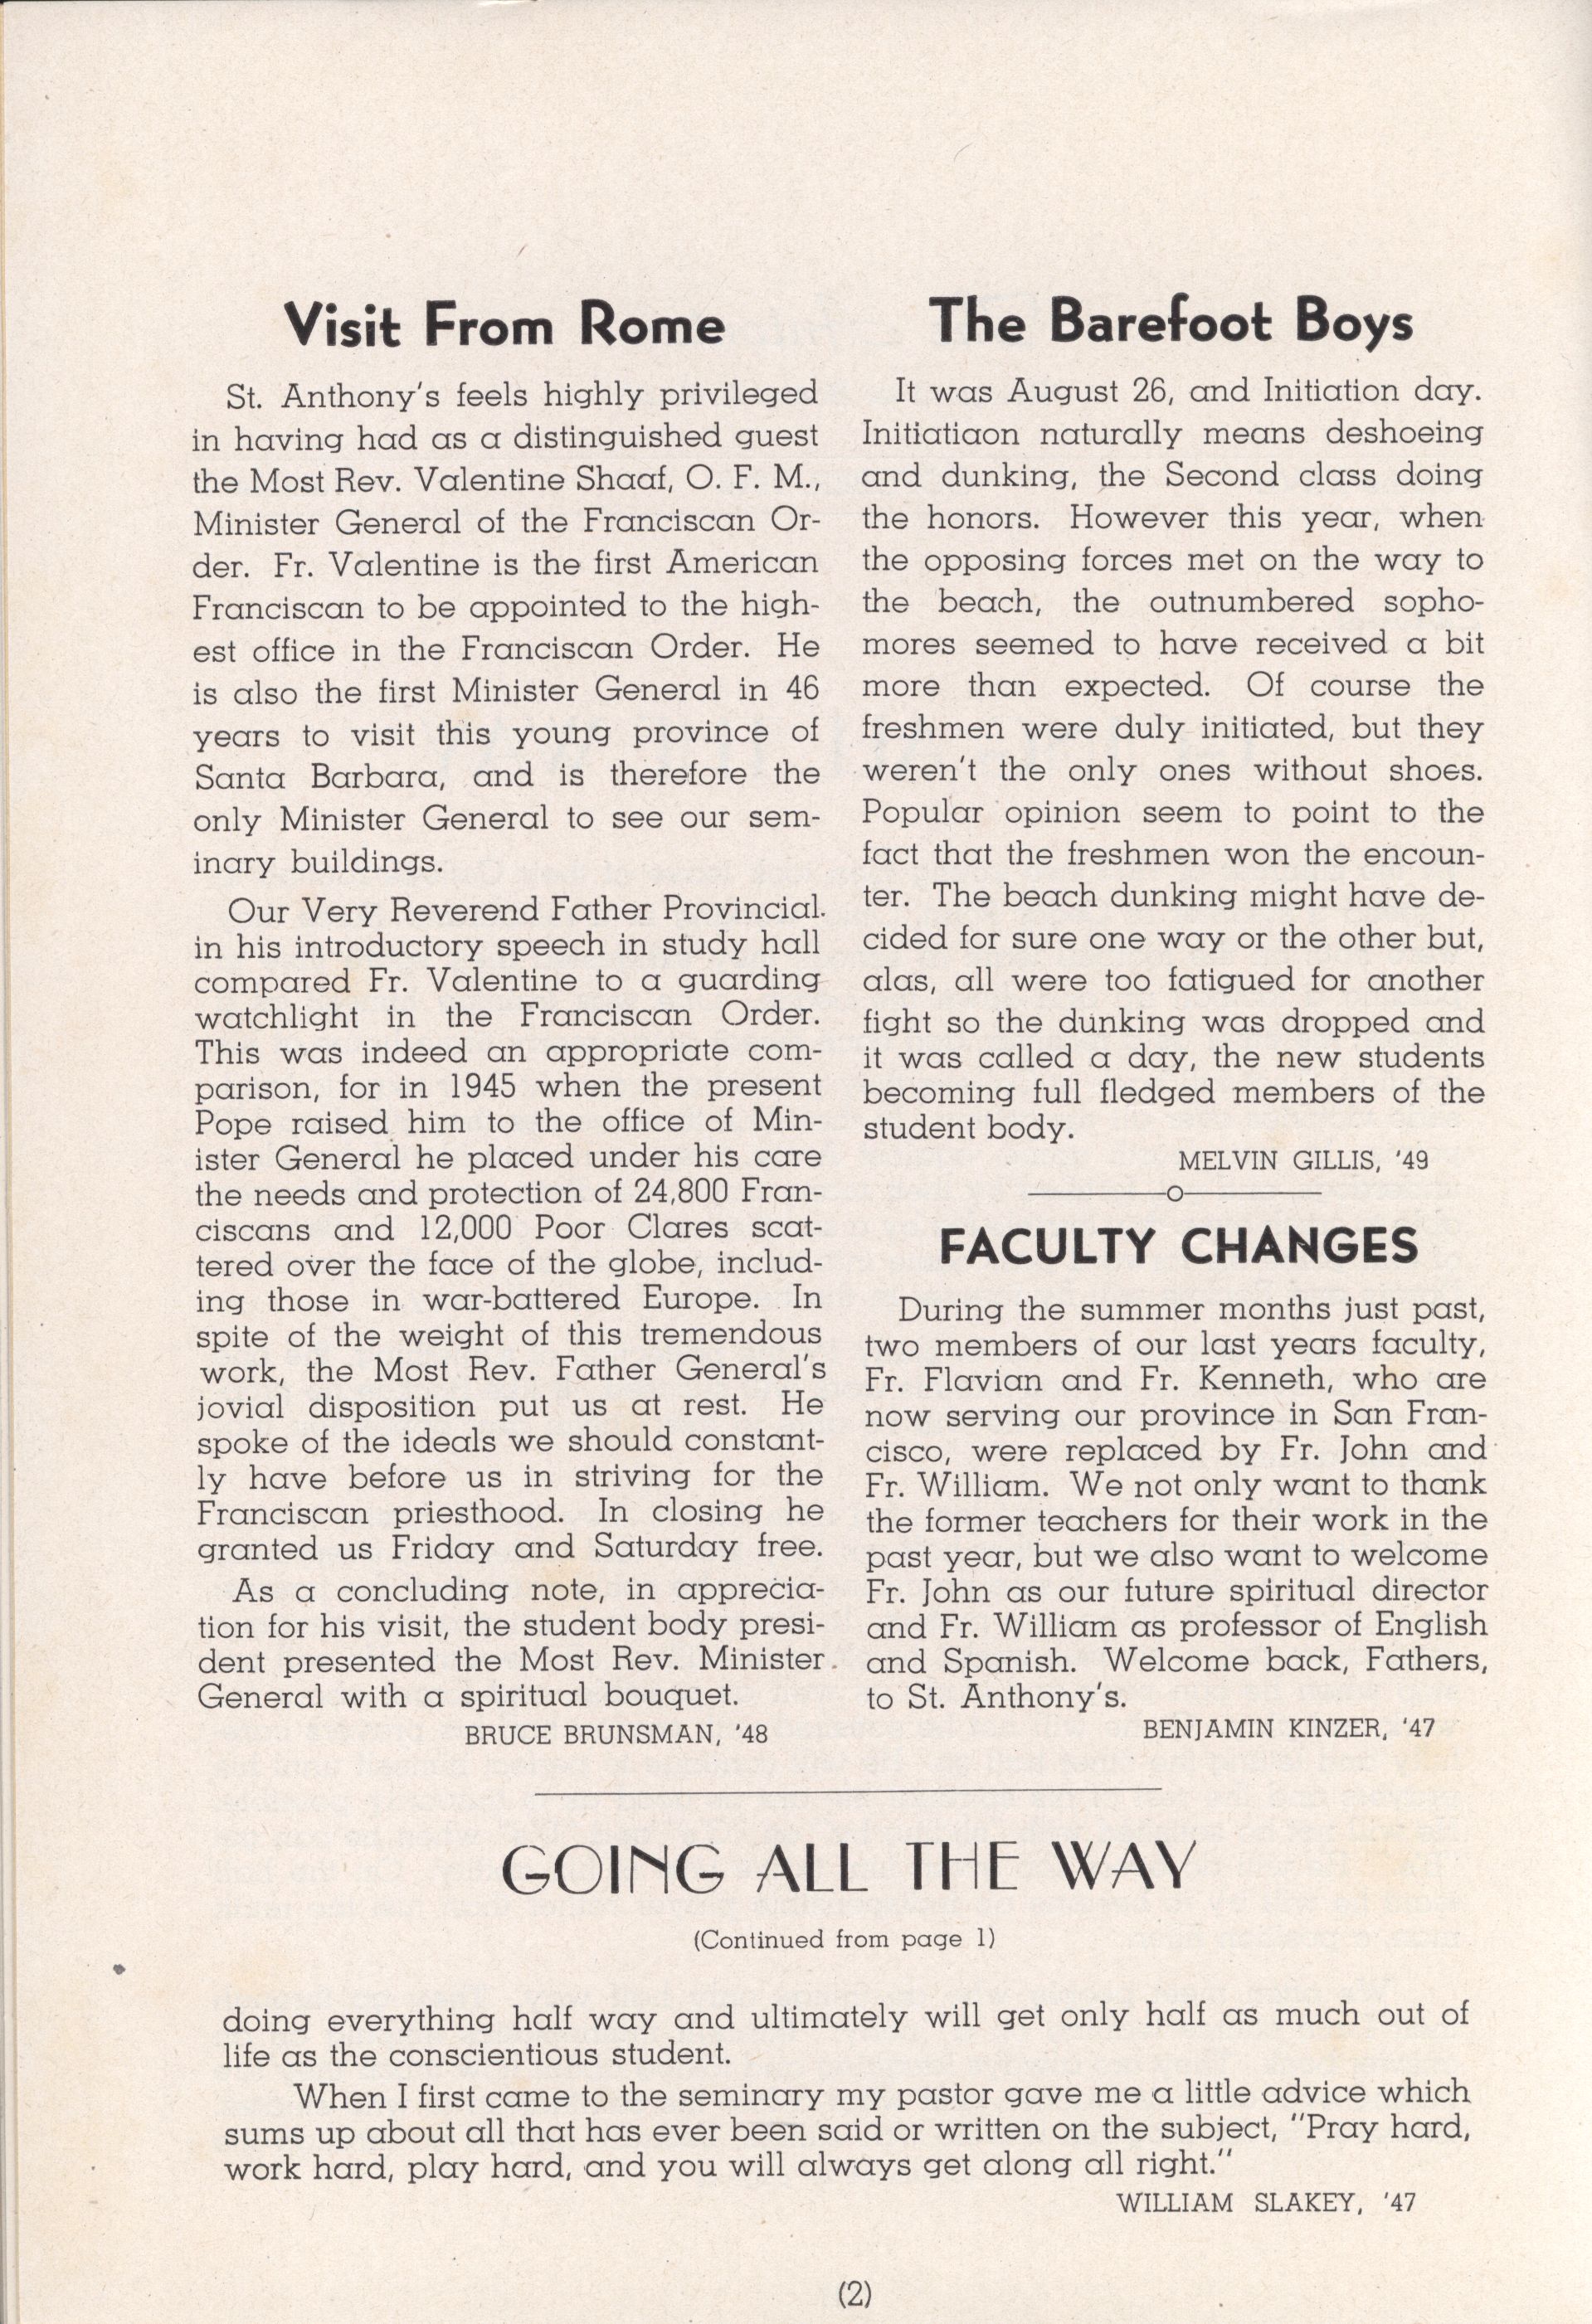 Visit From Rome
St. Anthony's feels highly privileged
in having had as a distinguished guest
the Most Rev. Valentine Shaaf, O. F. M.,
Minister General of the Franciscan Or-
der. Fr. Valentine is the first American
Franciscan to be appointed to the high-
est office in the Franciscan Order. He
is also the first Minister General in 46
years to visit this young province of
Santa Barbara, and is therefore the
only Minister General to see our sem-
inary buildings.
Our Very Reverend Father Provincial.
in his introductory speech in study hall
compared Fr. Valentine to a guarding
watchlight in the Franciscan Order.
This was indeed an appropriate com-
parison, for in 1945 when the present
Pope raised him to the office of Min-
ister General he placed under his care
the needs and protection of 24,800 Fran-
ciscans and 12,000 Poor Clares scat-
tered over the face of the globe, includ-
ing those in war-battered Europe. In
spite of the weight of this tremendous
work, the Most Rev. Father General's
jovial disposition put us at rest. He
spoke of the ideals we should constant-
ly have before us in striving for the
Franciscan priesthood. In closing he
granted us Friday and Saturday free.
As a concluding note, in apprecia-
tion for his visit, the student body presi-
dent presented the Most Rev. Minister
General with a spiritual bouquet.
BRUCE BRUNSMAN, '48
The Barefoot Boys
It was August 26, and Initiation day.
Initiatiaon naturally means deshoeing
and dunking, the Second class doing
the honors. However this year, when
the opposing forces met on the way to
the beach, the outnumbered sopho-
mores seemed to have received a bit
more than expected. Of course the
freshmen were duly initiated, but they
weren't the only ones without shoes.
Popular opinion seem to point to the
fact that the freshmen won the encoun-
ter. The beach dunking might have de-
cided for sure one way or the other but,
alas, all were too fatigued for another
fight so the dunking was dropped and
it was called a day, the new students
becoming full fledged members of the
student body.
MELVIN GILLIS, '49
FACULTY CHANGES
During the summer months just past,
two members of our last years faculty,
Fr. Flavian and Fr. Kenneth, who are
now serving our province in San Fran-
cisco, were replaced by Fr. John and
Fr. William. We not only want to thank
the former teachers for their work in the
past year, but we also want to welcome
Fr. John as our future spiritual director
and Fr. William as professor of English
and Spanish. Welcome back, Fathers,
to St. Anthony's.
BENJAMIN KINZER, '47
GOING ALL THE WAY
(Continued from page 1)
doing everything half way and ultimately will get only half as much out of
life as the conscientious student.
When I first came to the seminary my pastor gave me a little advice which
sums up about all that has ever been said or written on the subject, "Pray hard,
work hard, play hard, and you will always get along all right."
WILLIAM SLAKEY, '47
(2)